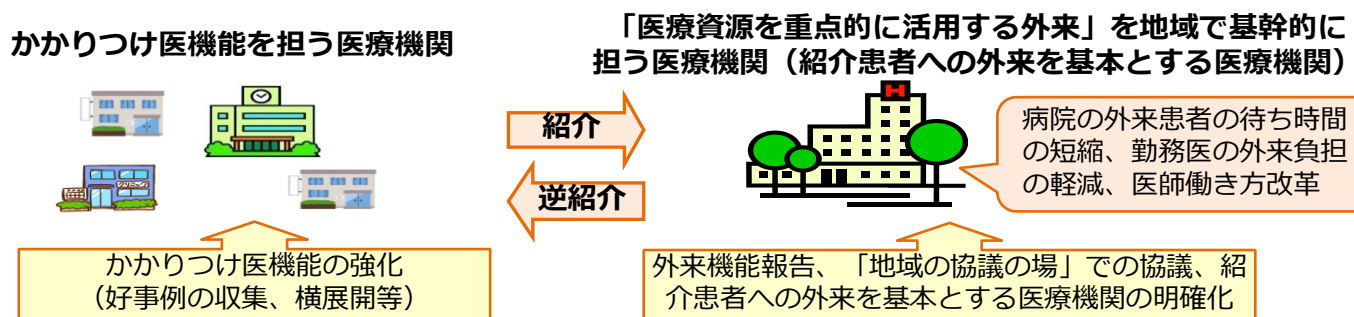 かかりつけ医機能を担う医療機関
「医療資源を重点的に活用する外来」を地域で基幹的に
担う医療機関（紹介患者への外来を基本とする医療機関）
紹介
逆紹介
H
病院の外来患者の待ち時間
の短縮、勤務医の外来負担
の軽減、医師働き方改革
かかりつけ医機能の強化
（好事例の収集、横展開等）
外来機能報告、「地域の協議の場」での協議、紹
介患者への外来を基本とする医療機関の明確化